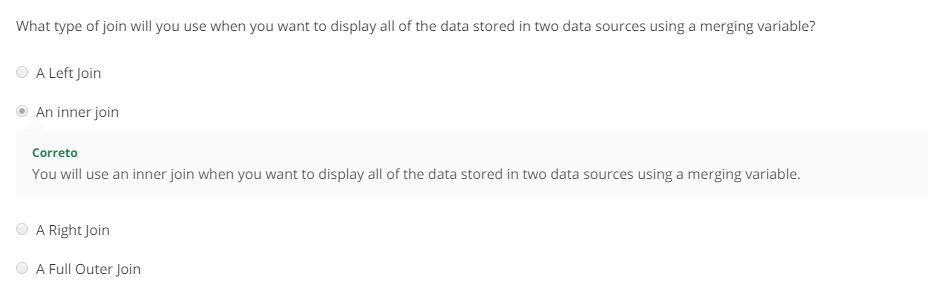 What type of join will you use when you want to display all of the data stored in two data sources using a merging variable?
A Left Join
An inner join
Correto
You will use an inner join when you want to display all of the data stored in two data sources using a merging variable.
A Right Join
A Full Outer Join